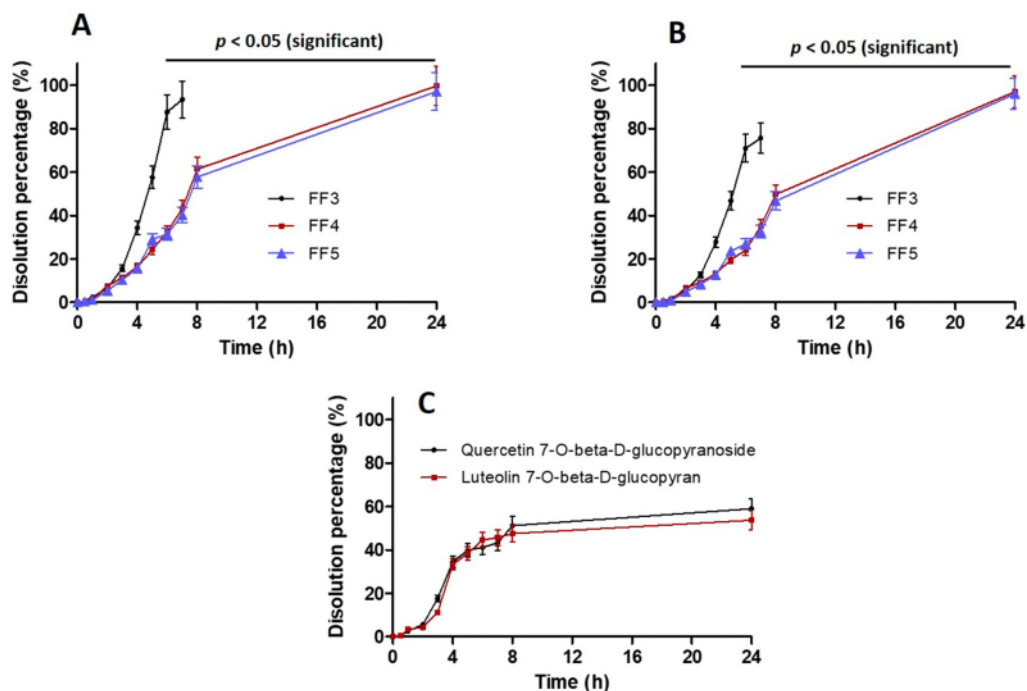 A
p < 0.05 (significant)
Disolution percentage (%)
100
80
60
40
20
0
FF3
FF4
FF5
0 4 8 12 16 20 24
Time (h)
B
p < 0.05 (significant)
Disolution percentage (%)
100
80
60
40
20
0
FF3
FF4
FF5
0 4 8 12 16 20 24
Time (h)
C
Disolution percentage (%)
100
80
60
40
20
0
Quercetin 7-O-beta-D-glucopyranoside
Luteolin 7-O-beta-D-glucopyran
0 4 8 12 16 20 24
Time (h)